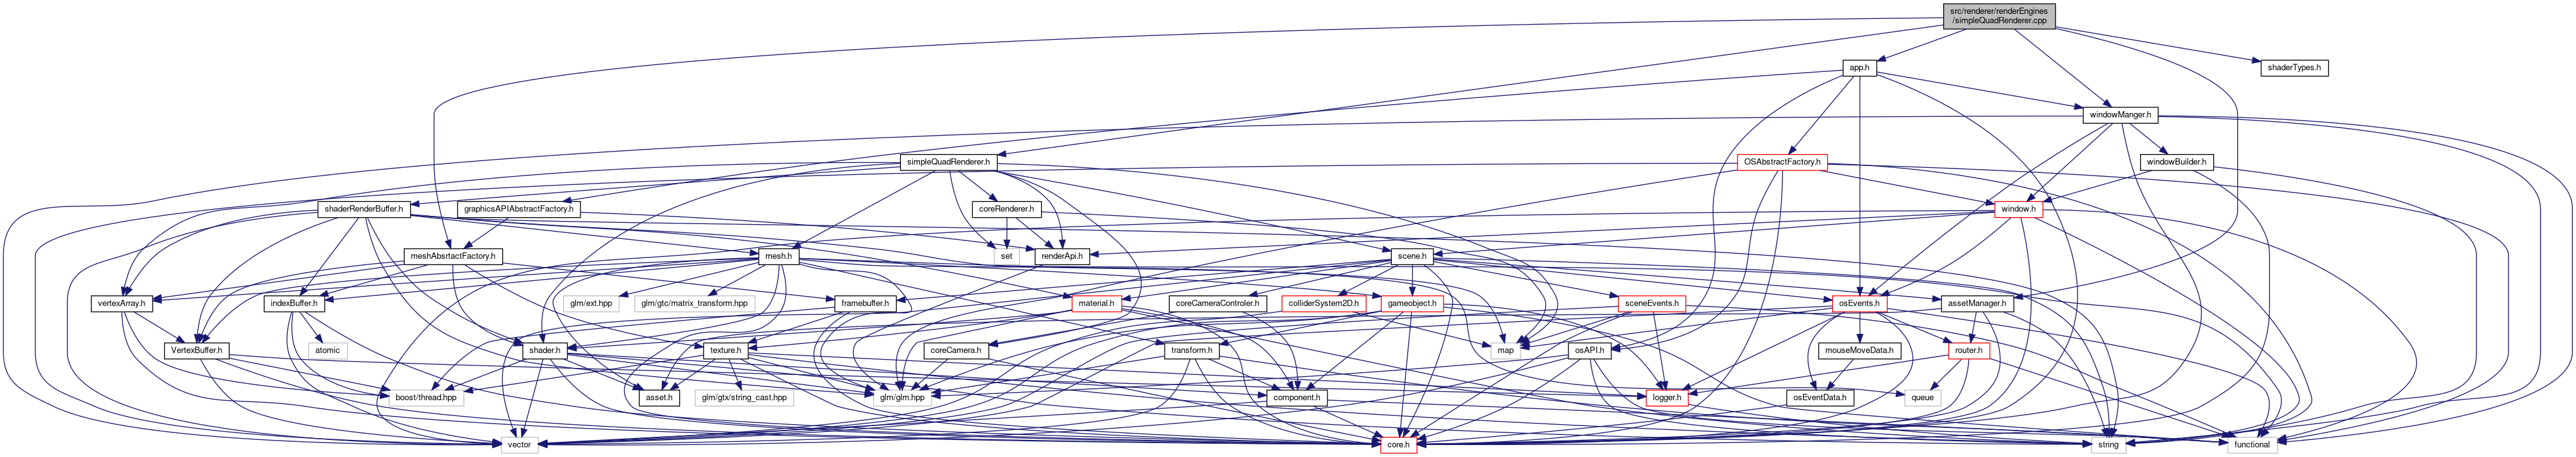 src/renderer/renderEngines
/simpleQuadRenderer.cpp
app.h
shaderTypes.h
windowManger.h
simpleQuadRenderer.h
OSAbstractFactory.h
windowBuilder.h
shaderRenderBuffer.h
graphicsAPIAbstractFactory.h
coreRenderer.h
window.h
meshAbsrtactFactory.h
mesh.h
set
renderApi.h
scene.h
vertexArray.h
indexBuffer.h
glm/ext.hpp
glm/gtc/matrix_transform.hpp
framebuffer.h
material.h
coreCameraControler.h
colliderSystem2D.h
gameobject.h
sceneEvents.h
osEvents.h
assetManager.h
VertexBuffer.h
atomic
shader.h
texture.h
coreCamera.h
transform.h
map
osAPI.h
mouseMoveData.h
router.h
boost/thread.hpp
asset.h
glm/gtx/string_cast.hpp
glm/glm.hpp
component.h
logger.h
osEventData.h
queue
vector
core.h
string
functional